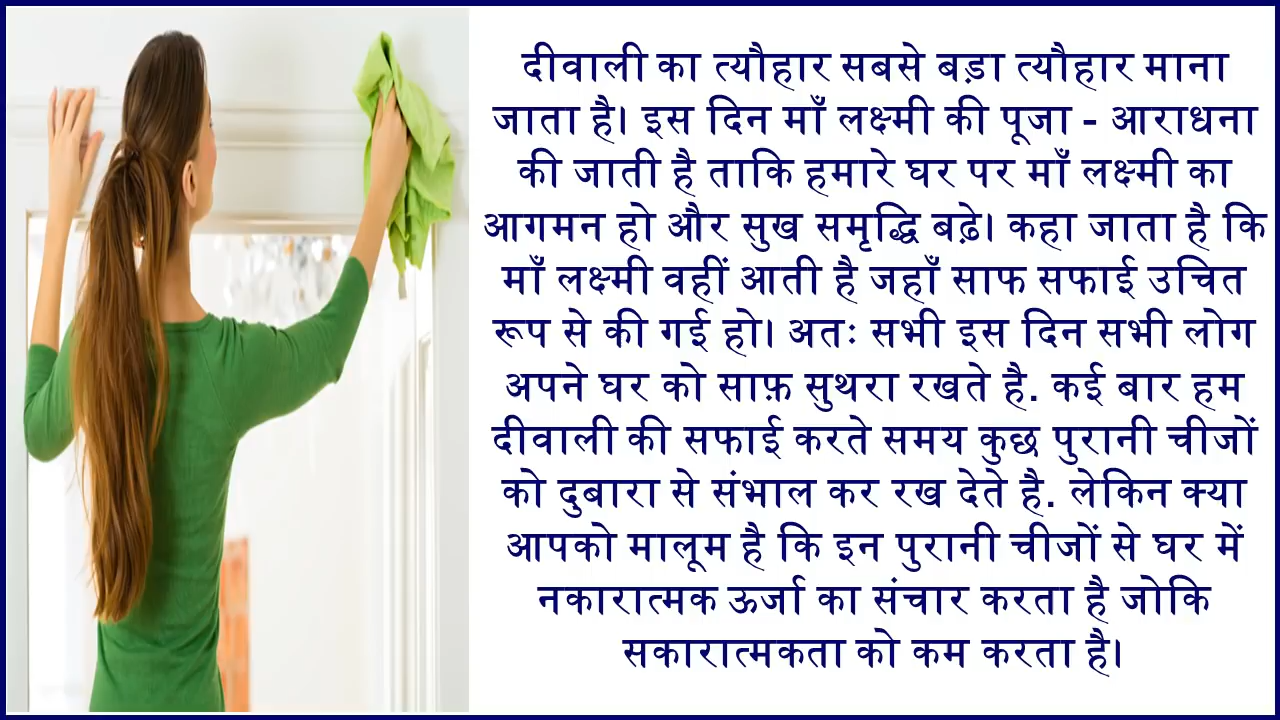 दीवाली का त्यौहार सबसे बड़ा त्यौहार माना
जाता है। इस दिन माँ लक्ष्मी की पूजा - आराधना
की जाती है ताकि हमारे घर पर माँ लक्ष्मी का
आगमन हो और सुख समृद्धि बढ़े। कहा जाता है कि
माँ लक्ष्मी वहीं आती है जहाँ साफ सफाई उचित
रूप से की गई हो। अतः सभी इस दिन सभी लोग
अपने घर को साफ़ सुथरा रखते है. कई बार हम
दीवाली की सफाई करते समय कुछ पुरानी चीजों
को दुबारा से संभाल कर रख देते है. लेकिन क्या
आपको मालूम है कि इन पुरानी चीजों से घर में
नकारात्मक ऊर्जा का संचार करता है जोकि
सकारात्मकता को कम करता है।